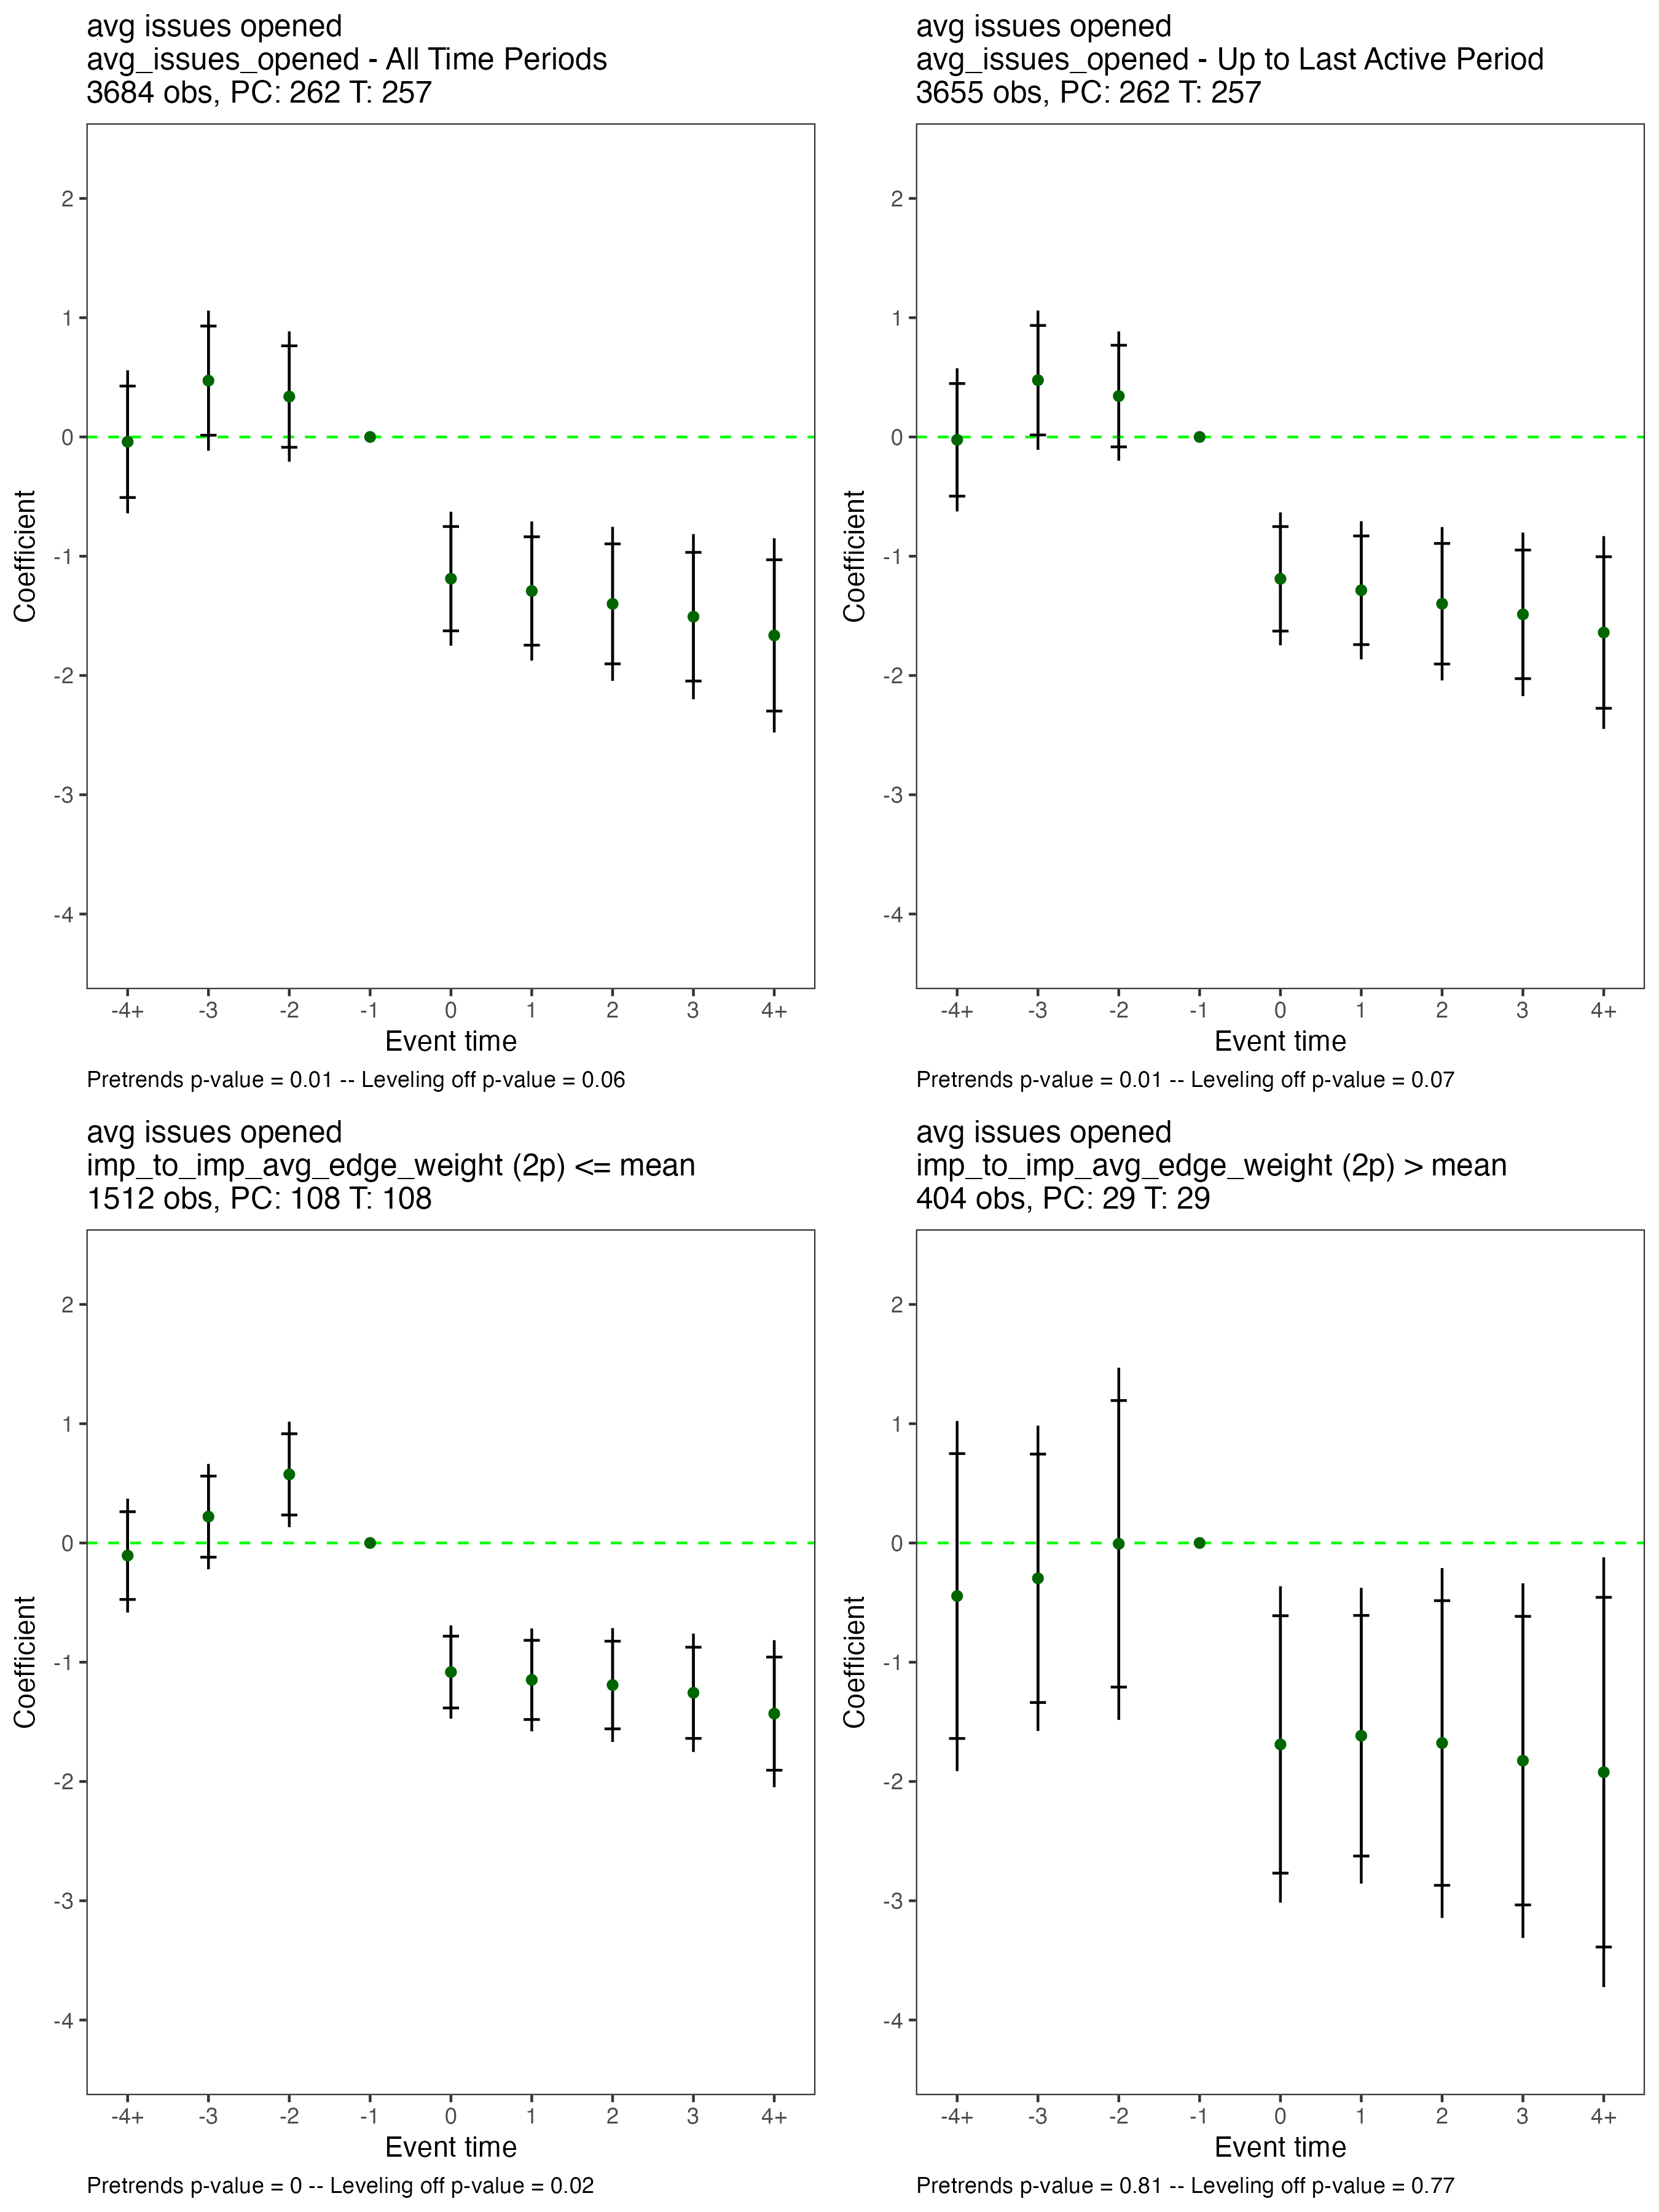 avg issues opened
avg_issues_opened - All Time Periods
3684 obs, PC: 262 T: 257
Coefficient
2
1
0
-1
-2
-3
-4
-4+ -3 -2 -1 0 1 2 3 4+
Event time
Pretrends p-value = 0.01 -- Leveling off p-value = 0.06
avg issues opened
avg_issues_opened - Up to Last Active Period
3655 obs, PC: 262 T: 257
Coefficient
2
1
0
-1
-2
-3
-4
-4+ -3 -2 -1 0 1 2 3 4+
Event time
Pretrends p-value = 0.01 -- Leveling off p-value = 0.07
avg issues opened
imp_to_imp_avg_edge_weight (2p) <= mean
1512 obs, PC: 108 T: 108
Coefficient
2
1
0
-1
-2
-3
-4
-4+ -3 -2 -1 0 1 2 3 4+
Event time
Pretrends p-value = 0 -- Leveling off p-value = 0.02
avg issues opened
imp_to_imp_avg_edge_weight (2p) > mean
404 obs, PC: 29 T: 29
Coefficient
2
1
0
-1
-2
-3
-4
-4+ -3 -2 -1 0 1 2 3 4+
Event time
Pretrends p-value = 0.81 -- Leveling off p-value = 0.77